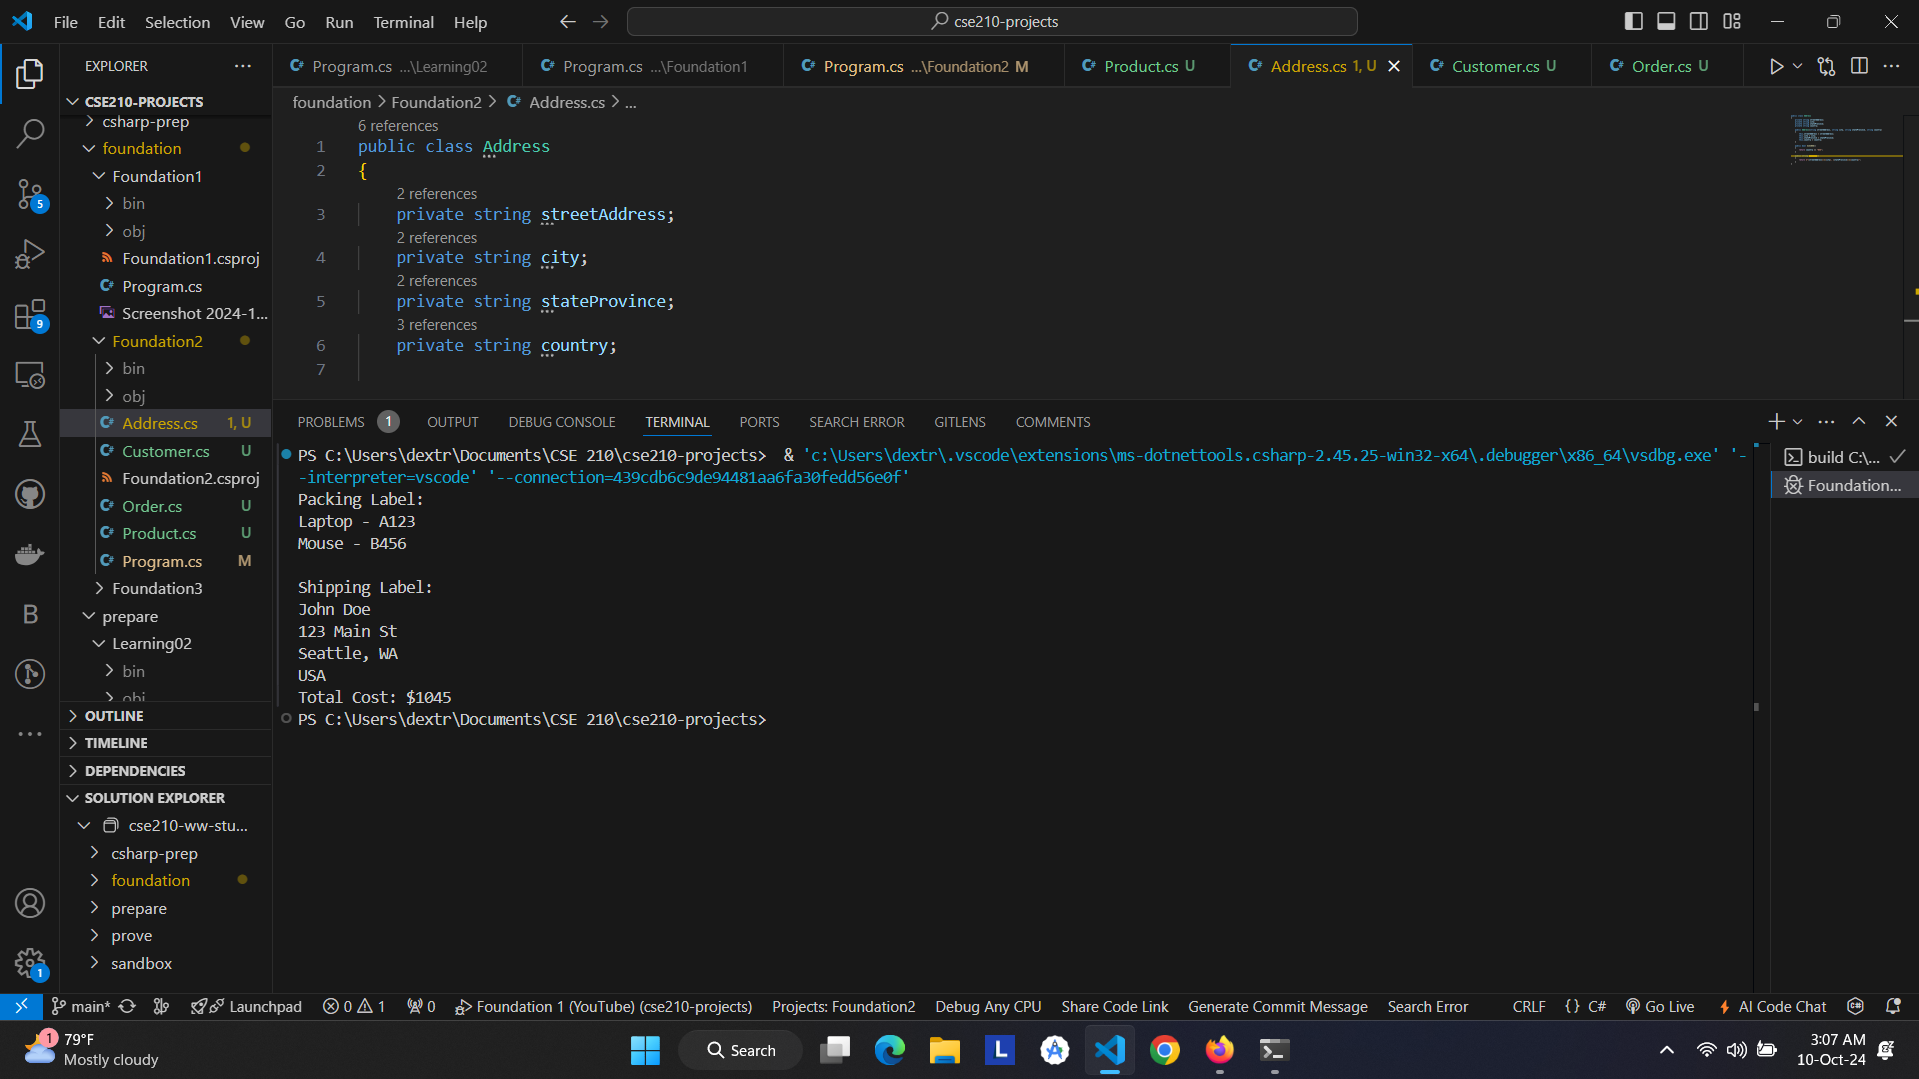 File Edit Selection View Go Run Terminal Help
cse210-projects
EXPLORER
CSE210-PROJECTS
csharp-prep
foundation
Foundation1
bin
obj
Foundation1.csproj
Program.cs
Screenshot 2024-1...
Foundation2
bin
obj
Address.cs 1, U
Customer.cs U
Foundation2.csproj
Order.cs U
Product.cs U
Program.cs M
Foundation3
prepare
Learning02
bin
obj
OUTLINE
TIMELINE
DEPENDENCIES
SOLUTION EXPLORER
cse210-ww-stu...
csharp-prep
foundation
prepare
prove
sandbox
5
9
B
1
Program.cs ...\Learning02 Program.cs ...\Foundation1 Program.cs ...\Foundation2 M Product.cs U Address.cs 1, U Customer.cs U Order.cs U
foundation > Foundation2 > Address.cs > ...
6 references
1 public class Address
2 {
2 references
3 private string streetAddress;
2 references
4 private string city;
2 references
5 private string stateProvince;
3 references
6 private string country;
7
PROBLEMS 1 OUTPUT DEBUG CONSOLE TERMINAL PORTS SEARCH ERROR GITLENS COMMENTS
PS C:\Users\dextr\Documents\CSE 210\cse210-projects>  & 'c:\Users\dextr\.vscode\extensions\ms-dotnettools.csharp-2.45.25-win32-x64\.debugger\x86_64\vsdbg.exe' '-
-interpreter=vscode' '--connection=439cdb6c9de94481aa6fa30fedd56e0f'
Packing Label:
Laptop - A123
Mouse - B456
Shipping Label:
John Doe
123 Main St
Seattle, WA
USA
Total Cost: $1045
PS C:\Users\dextr\Documents\CSE 210\cse210-projects>
build C:\...
Foundation...
main* Launchpad 0 1 0 Foundation 1 (YouTube) (cse210-projects) Projects: Foundation2 Debug Any CPU Share Code Link Generate Commit Message Search Error CRLF {} C# Go Live AI Code Chat
1
79°F
Mostly cloudy
Search
L
3:07 AM
10-Oct-24